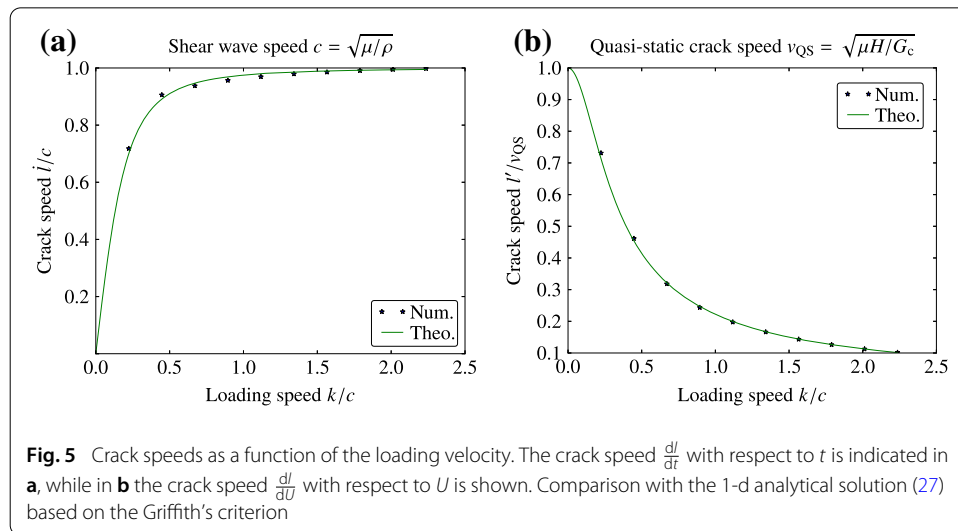 (a) Shear wave speed c = √μ/ρ
1.0
0.8
0.6
0.4
0.2
Crack speed l̇/c
Num.
Theo.
0.0 0.5 1.0 1.5 2.0 2.5
Loading speed k/c
(b) Quasi-static crack speed vQS = √μH/Gc
1.0
0.9
0.8
0.7
0.6
0.5
0.4
0.3
0.2
0.1
Crack speed l′/vQS
Num.
Theo.
0.0 0.5 1.0 1.5 2.0 2.5
Loading speed k/c
Fig. 5 Crack speeds as a function of the loading velocity. The crack speed dl/dt with respect to t is indicated in
a, while in b the crack speed dl/dU with respect to U is shown. Comparison with the 1-d analytical solution (27)
based on the Griffith's criterion